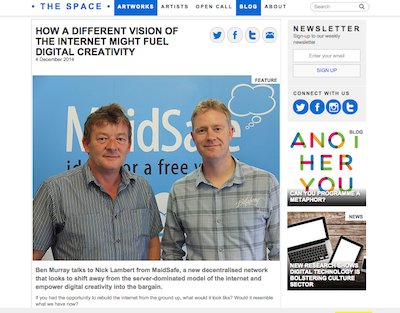 • THE SPACE •
ARTWORKS
ARTISTS
OPEN CALL
BLOG
ABOUT
Search
HOW A DIFFERENT VISION OF
THE INTERNET MIGHT FUEL
DIGITAL CREATIVITY
4 December 2014
FEATURE
MaidSafe
for a free
Ben Murray talks to Nick Lambert from MaidSafe, a new decentralised network
that looks to shift away from the server-dominated model of the internet and
empower digital creativity into the bargain.
If you had the opportunity to rebuild the internet from the ground up, what would it look like? Would it resemble
what we have now?
NEWSLETTER
Sign-up to our weekly
newsletter
Enter your email
SIGN UP
CONNECT WITH US
BLOG
ANOT
HER
YOU
CAN YOU PROGRAMME A
METAPHOR?
NEWS
NEW RESEARCH SHOWS
DIGITAL TECHNOLOGY IS
BOLSTERING CULTURE
SECTOR